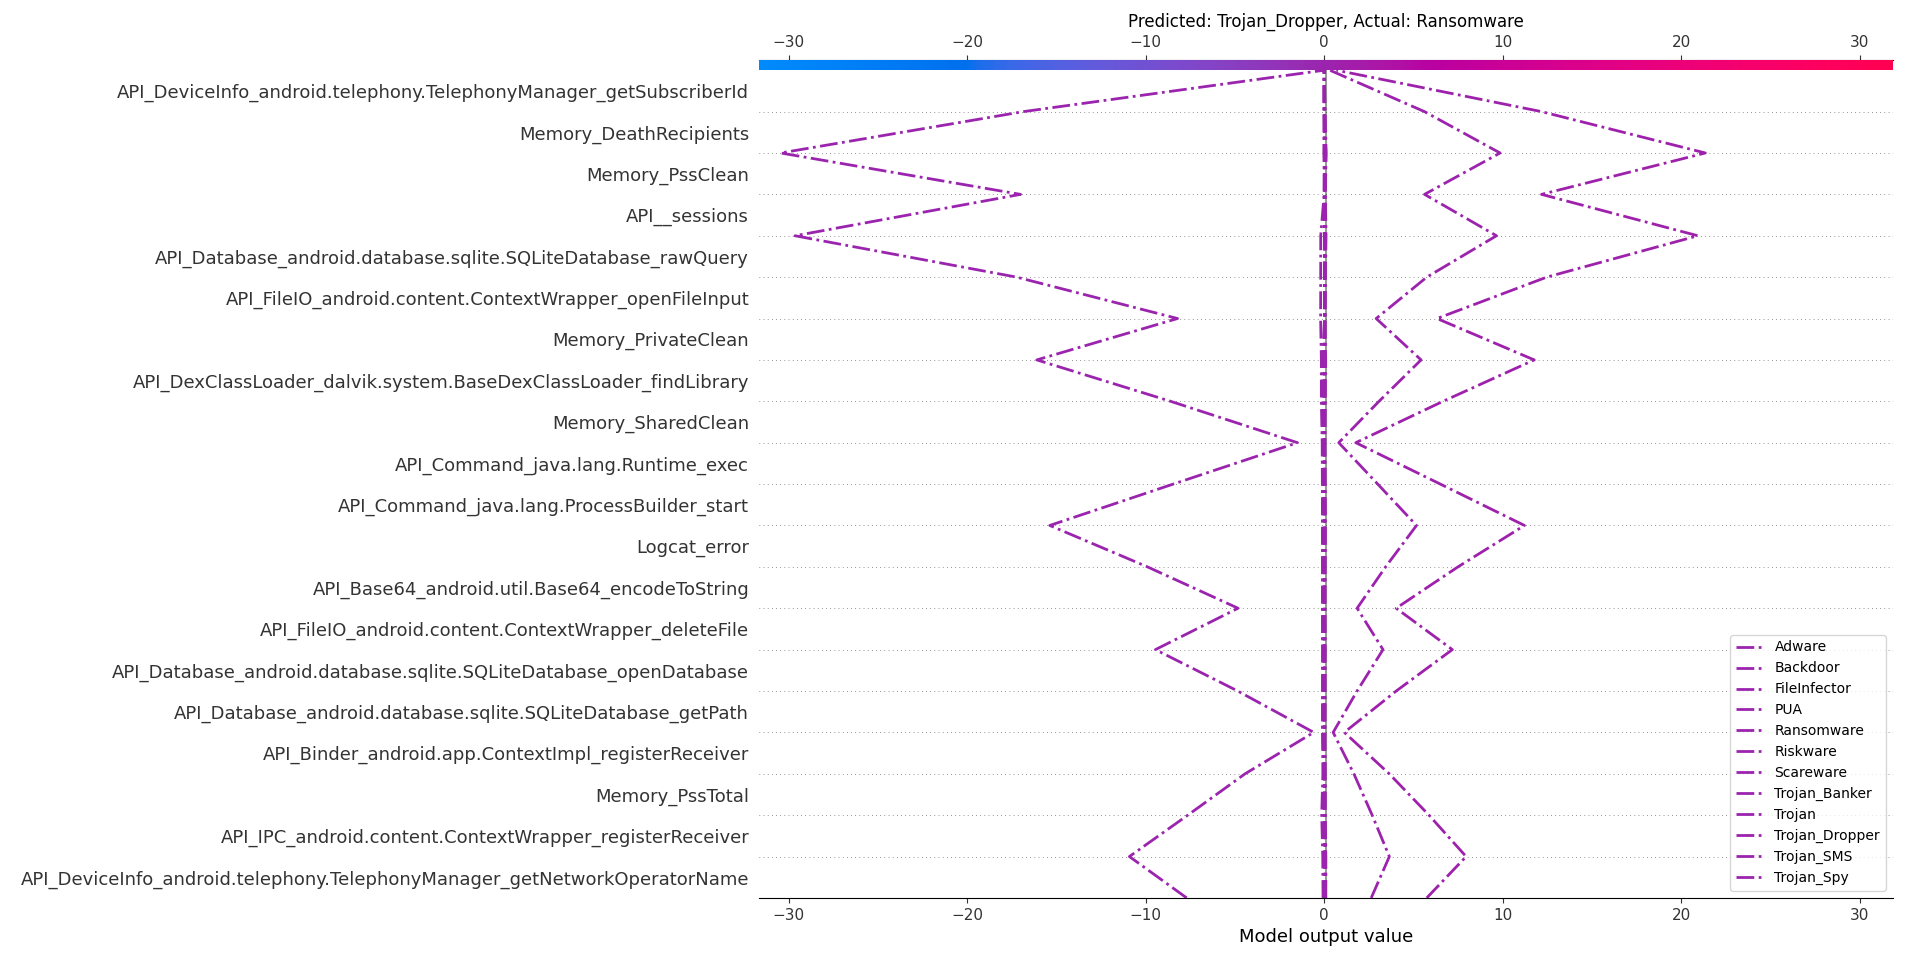 Predicted: Trojan_Dropper, Actual: Ransomware
−30 −20 −10 0 10 20 30
API_DeviceInfo_android.telephony.TelephonyManager_getSubscriberId
Memory_DeathRecipients
Memory_PssClean
API__sessions
API_Database_android.database.sqlite.SQLiteDatabase_rawQuery
API_FileIO_android.content.ContextWrapper_openFileInput
Memory_PrivateClean
API_DexClassLoader_dalvik.system.BaseDexClassLoader_findLibrary
Memory_SharedClean
API_Command_java.lang.Runtime_exec
API_Command_java.lang.ProcessBuilder_start
Logcat_error
API_Base64_android.util.Base64_encodeToString
API_FileIO_android.content.ContextWrapper_deleteFile
API_Database_android.database.sqlite.SQLiteDatabase_openDatabase
API_Database_android.database.sqlite.SQLiteDatabase_getPath
API_Binder_android.app.ContextImpl_registerReceiver
Memory_PssTotal
API_IPC_android.content.ContextWrapper_registerReceiver
API_DeviceInfo_android.telephony.TelephonyManager_getNetworkOperatorName
Adware
Backdoor
FileInfector
PUA
Ransomware
Riskware
Scareware
Trojan_Banker
Trojan
Trojan_Dropper
Trojan_SMS
Trojan_Spy
−30 −20 −10 0 10 20 30
Model output value